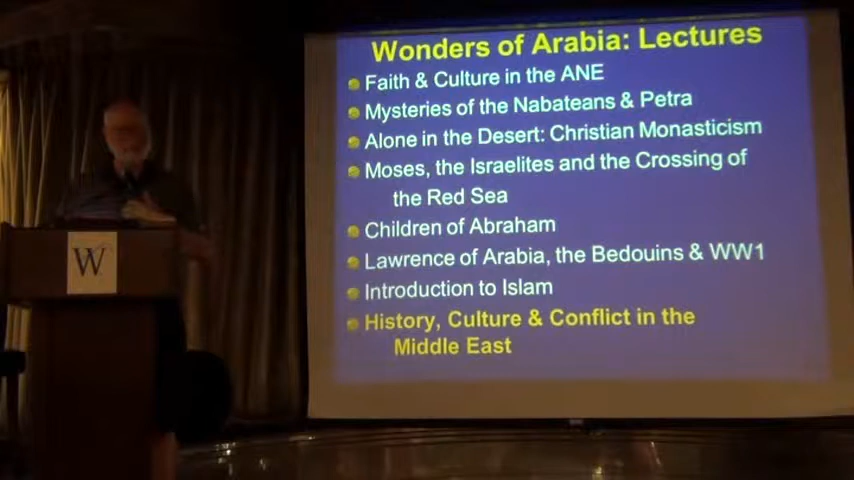 Wonders of Arabia: Lectures
Faith & Culture in the ANE
Mysteries of the Nabateans & Petra
Alone in the Desert: Christian Monasticism
Moses, the Israelites and the Crossing of
the Red Sea
Children of Abraham
Lawrence of Arabia, the Bedouins & WW1
Introduction to Islam
History, Culture & Conflict in the
Middle East
W